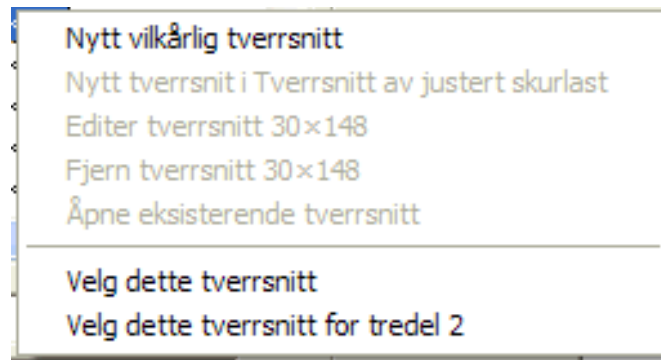 Nytt vilkårlig tverrsnitt
Nytt tverrsnit i Tverrsnitt av justert skurlast
Editer tverrsnitt 30×148
Fjern tverrsnitt 30×148
Åpne eksisterende tverrsnitt
Velg dette tverrsnitt
Velg dette tverrsnitt for tredel 2